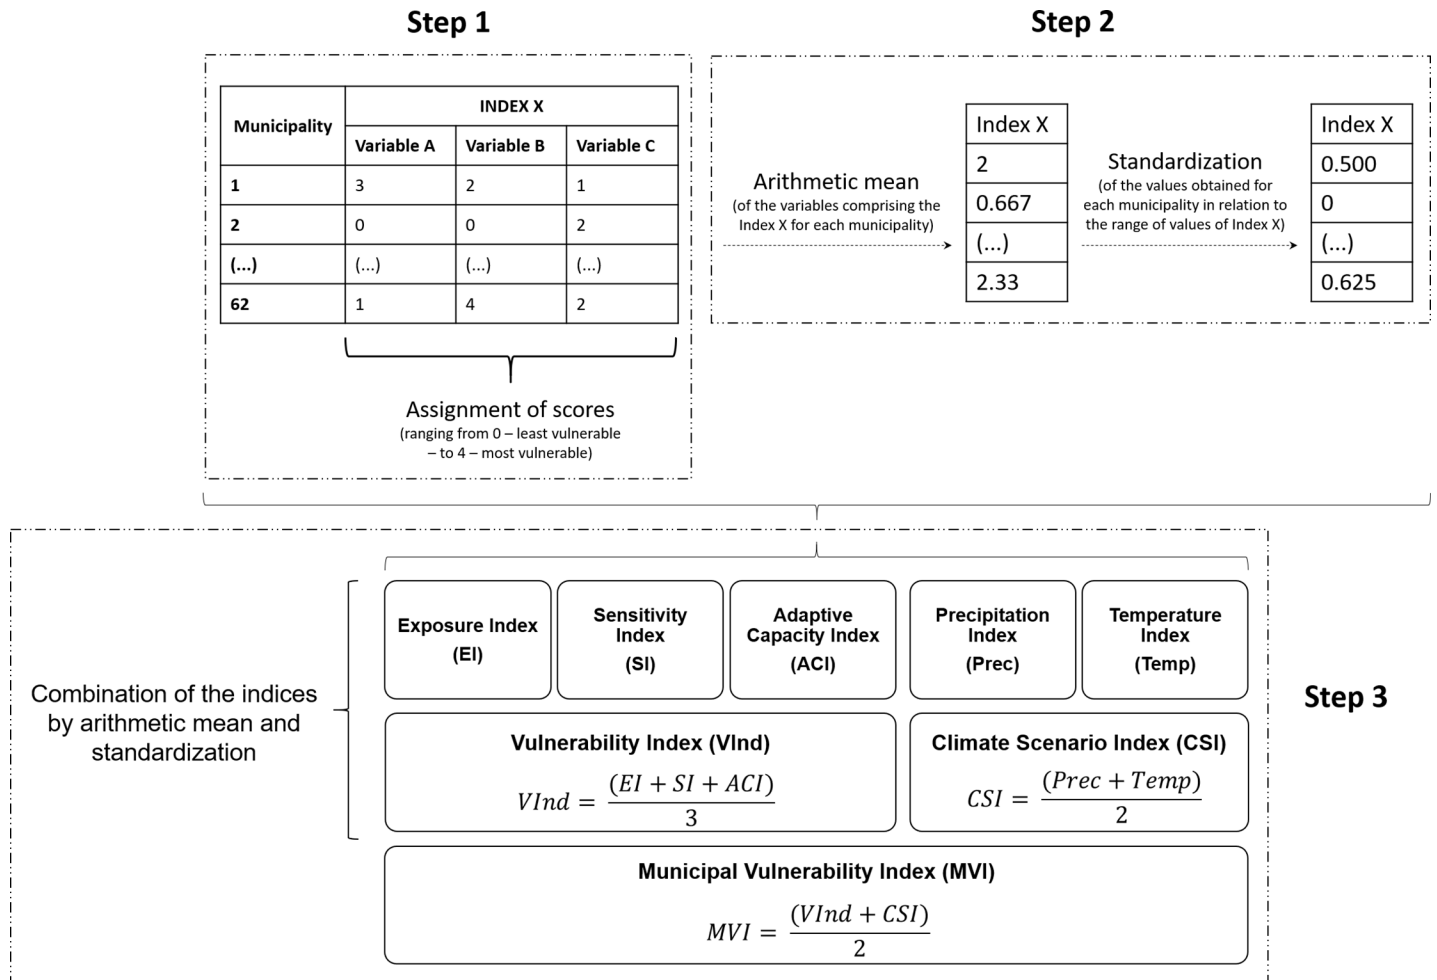 Step 1
Step 2
Municipality
INDEX X
Variable A
Variable B
Variable C
1
3
2
1
2
0
0
2
(...)
(...)
(...)
(...)
62
1
4
2
Assignment of scores
(ranging from 0 – least vulnerable
– to 4 – most vulnerable)
Arithmetic mean
(of the variables comprising the
Index X for each municipality)
Index X
2
0.667
(...)
2.33
Standardization
(of the values obtained for
each municipality in relation to
the range of values of Index X)
Index X
0.500
0
(...)
0.625
Combination of the indices
by arithmetic mean and
standardization
Exposure Index
(EI)
Sensitivity
Index
(SI)
Adaptive
Capacity Index
(ACI)
Precipitation
Index
(Prec)
Temperature
Index
(Temp)
Step 3
Vulnerability Index (VInd)
VInd = (EI + SI + ACI)
3
Climate Scenario Index (CSI)
CSI = (Prec + Temp)
2
Municipal Vulnerability Index (MVI)
MVI = (VInd + CSI)
2